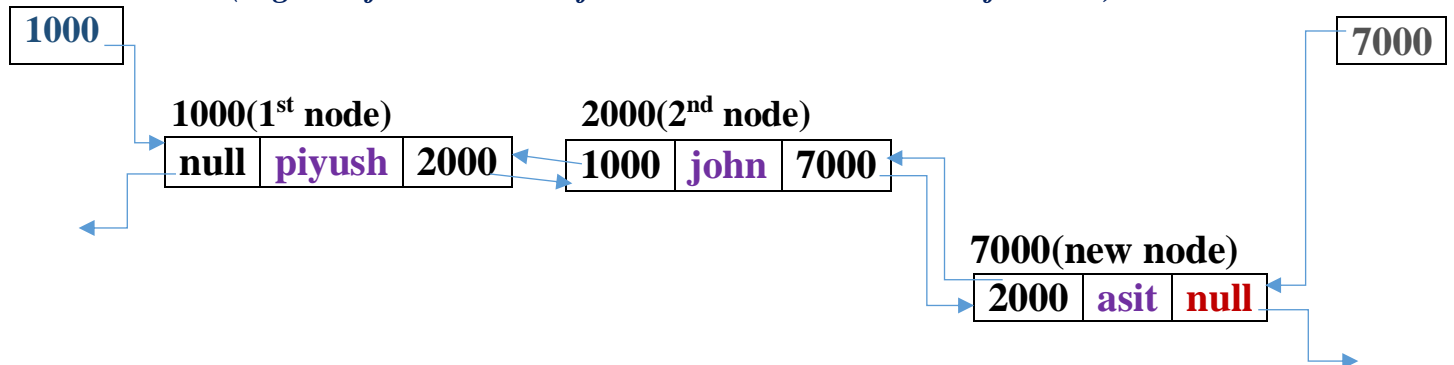 1000
7000
1000(1st node)
2000(2nd node)
null piyush 2000
1000 john 7000
7000(new node)
2000 asit null